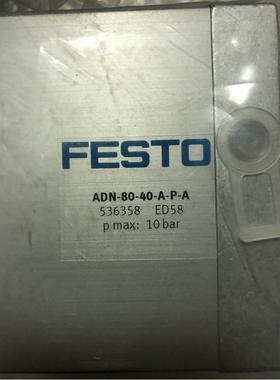 FESTO
ADN-80-40-A-P-A
536358 ED58
p max: 10 bar